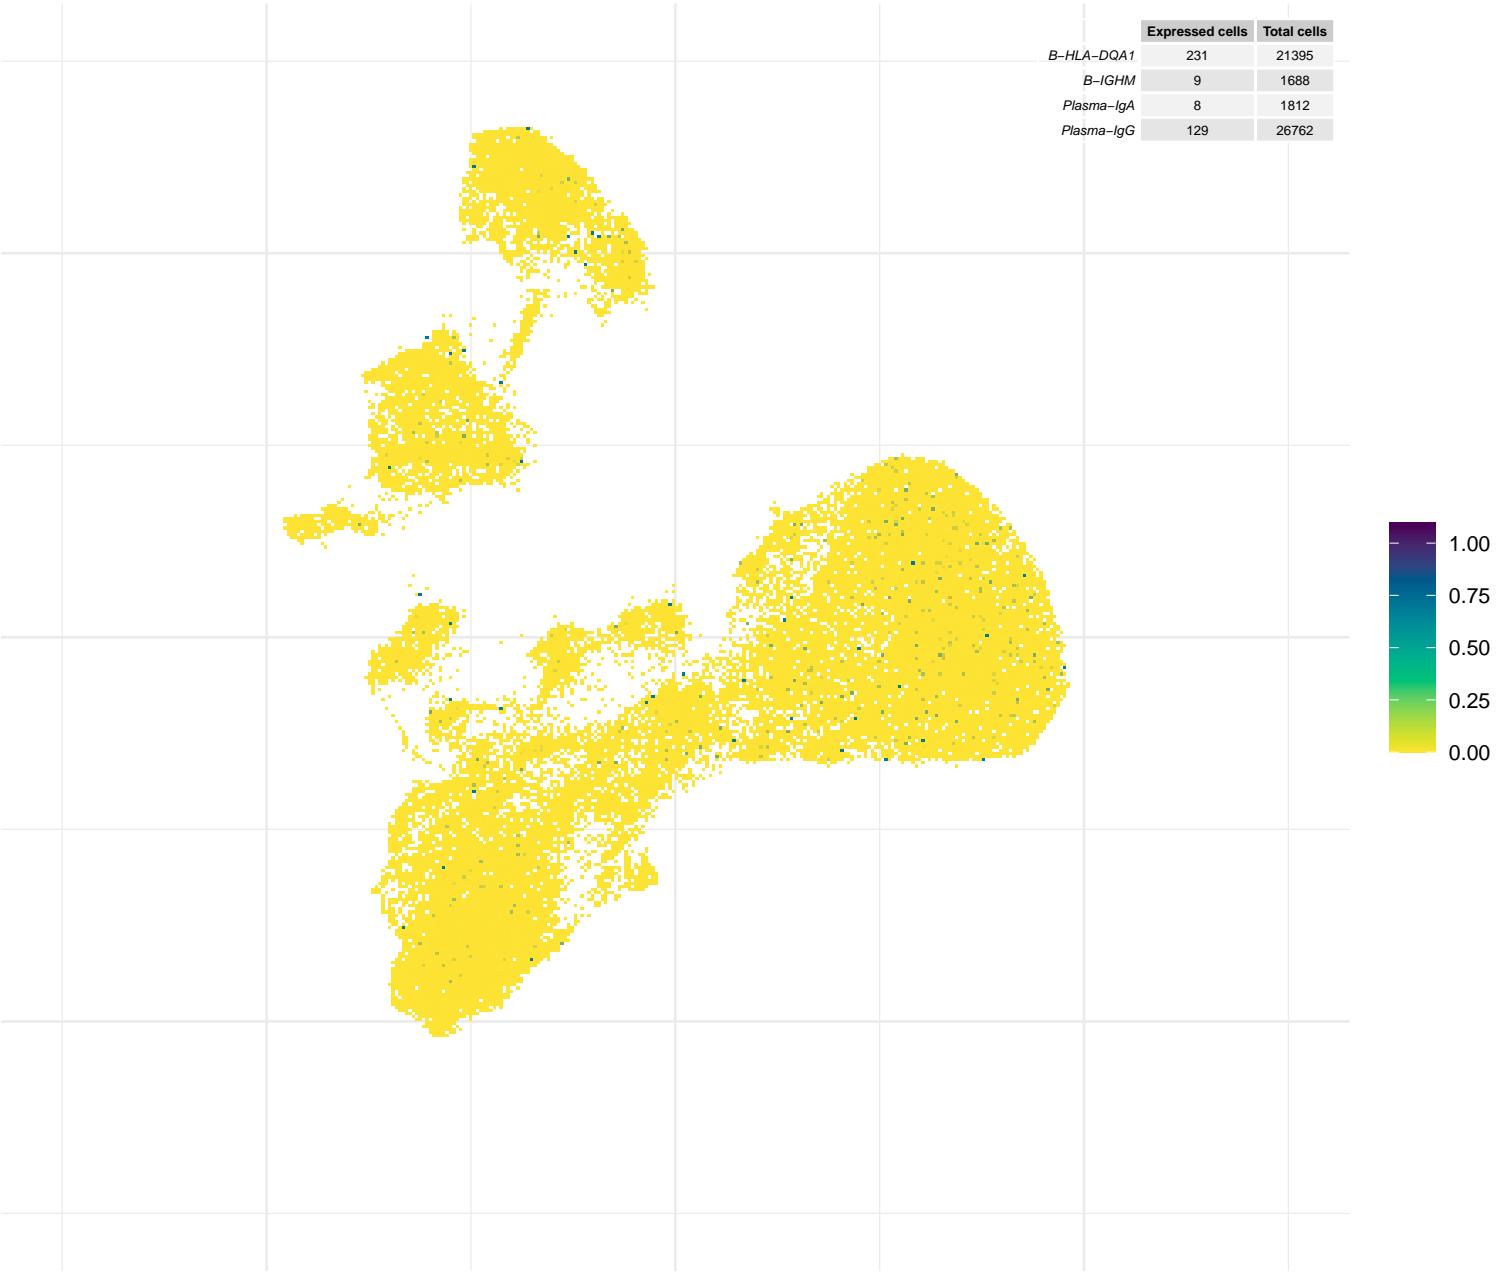 Expressed cells Total cells
B−HLA−DQA1 231 21395
B−IGHM 9 1688
Plasma−IgA 8 1812
Plasma−IgG 129 26762
1.00
0.75
0.50
0.25
0.00